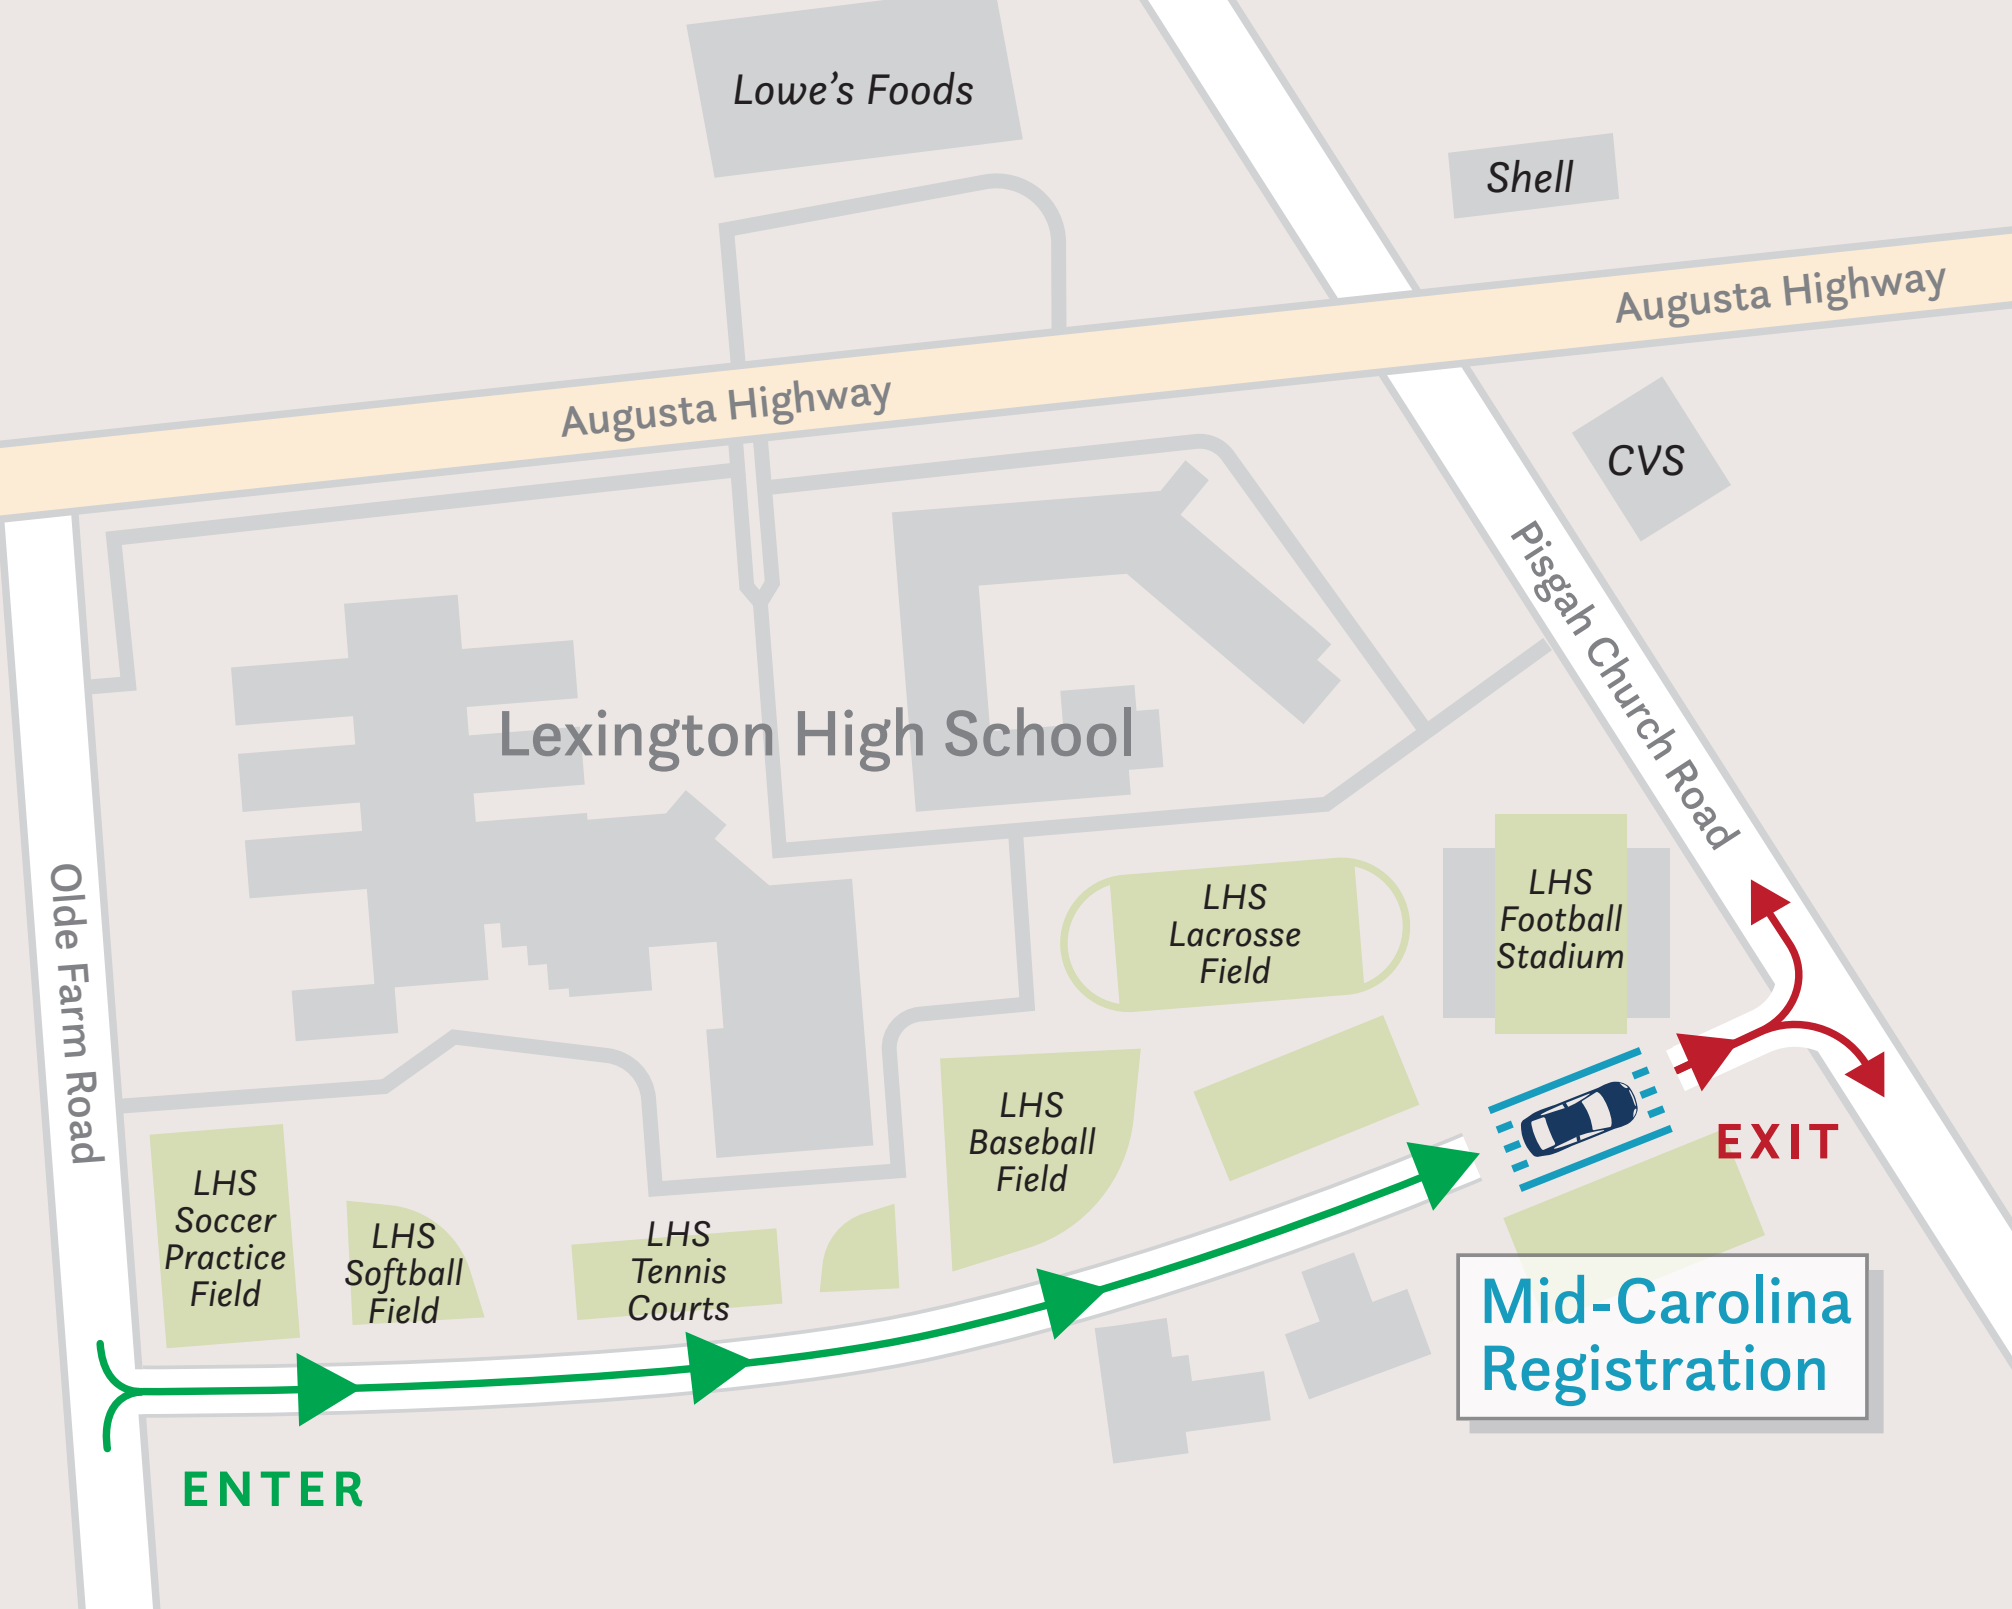 Lowe’s Foods
Shell
Augusta Highway
Augusta Highway
CVS
Pisgah Church Road
Lexington High School
Olde Farm Road
LHS
Lacrosse
Field
LHS
Football
Stadium
LHS
Baseball
Field
LHS
Soccer
Practice
Field
LHS
Softball
Field
LHS
Tennis
Courts
EXIT
Mid-Carolina
Registration
ENTER